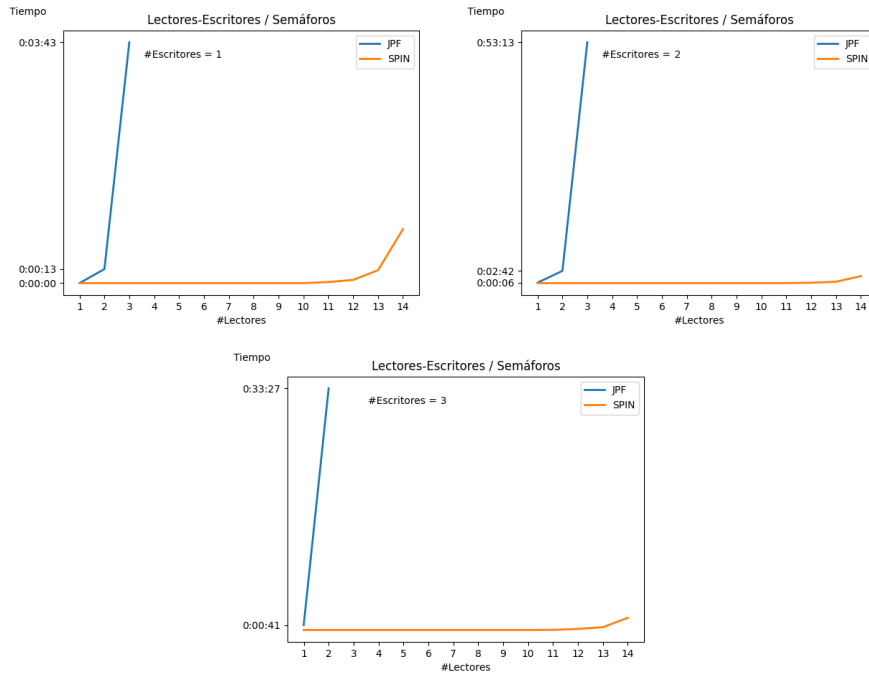 Tiempo
Lectores-Escritores / Semáforos
0:03:43
#Escritores = 1
JPF
SPIN
0:00:13
0:00:00
1 2 3 4 5 6 7 8 9 10 11 12 13 14
#Lectores
Tiempo
Lectores-Escritores / Semáforos
0:53:13
#Escritores = 2
JPF
SPIN
0:02:42
0:00:06
1 2 3 4 5 6 7 8 9 10 11 12 13 14
#Lectores
Tiempo
Lectores-Escritores / Semáforos
0:33:27
#Escritores = 3
JPF
SPIN
0:00:41
1 2 3 4 5 6 7 8 9 10 11 12 13 14
#Lectores